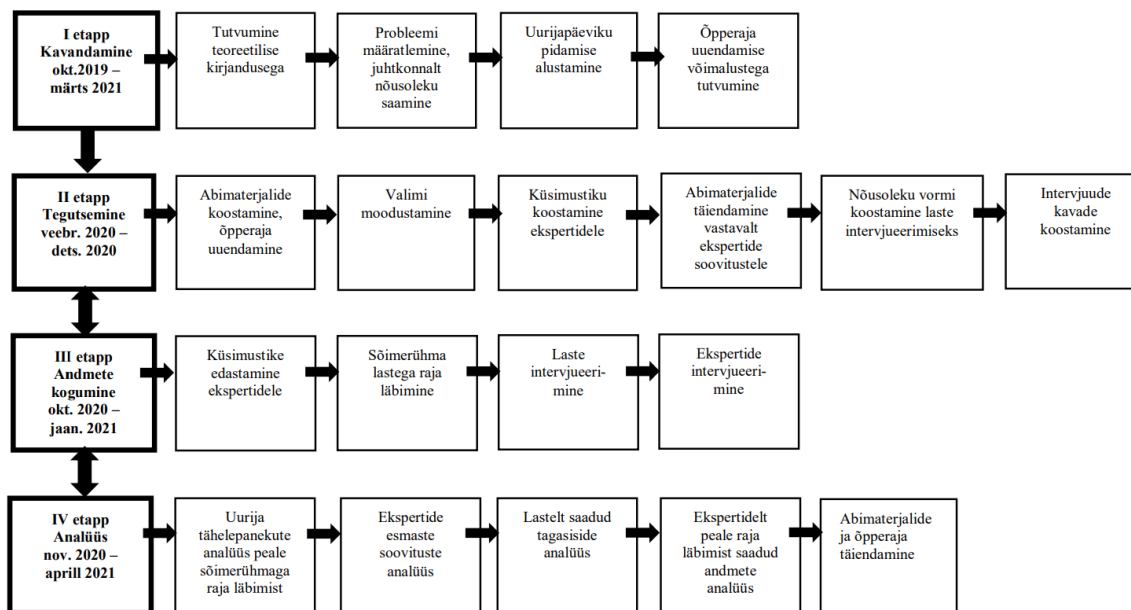 I etapp
Kavandamine
okt.2019 –
märts 2021
Tutvumine
teoreetilise
kirjandusega
Probleemi
määratlemine,
juhtkonnalt
nõusoleku
saamine
Uurijapäeviku
pidamise
alustamine
Õpperaja
uuendamise
võimalustega
tutvumine
II etapp
Tegutsemine
veebr. 2020 –
dets. 2020
Abimaterjalide
koostamine,
õpperaja
uuendamine
Valimi
moodustamine
Küsimustiku
koostamine
ekspertidele
Abimaterjalide
täiendamine
vastavalt
ekspertide
soovitustele
Nõusoleku vormi
koostamine laste
intervjueerimiseks
Intervjuude
kavade
koostamine
III etapp
Andmete
kogumine
okt. 2020 –
jaan. 2021
Küsimustike
edastamine
ekspertidele
Sõimerühma
lastega raja
läbimine
Laste
intervjueeri-
mine
Ekspertide
intervjueeri-
mine
IV etapp
Analüüs
nov. 2020 –
aprill 2021
Uurija
tähelepanekute
analüüs peale
sõimerühmaga
raja läbimist
Ekspertide
esmaste
soovituste
analüüs
Lastelt saadud
tagasiside
analüüs
Ekspertidelt
peale raja
läbimist saadud
andmete
analüüs
Abimaterjalide
ja õpperaja
täiendamine